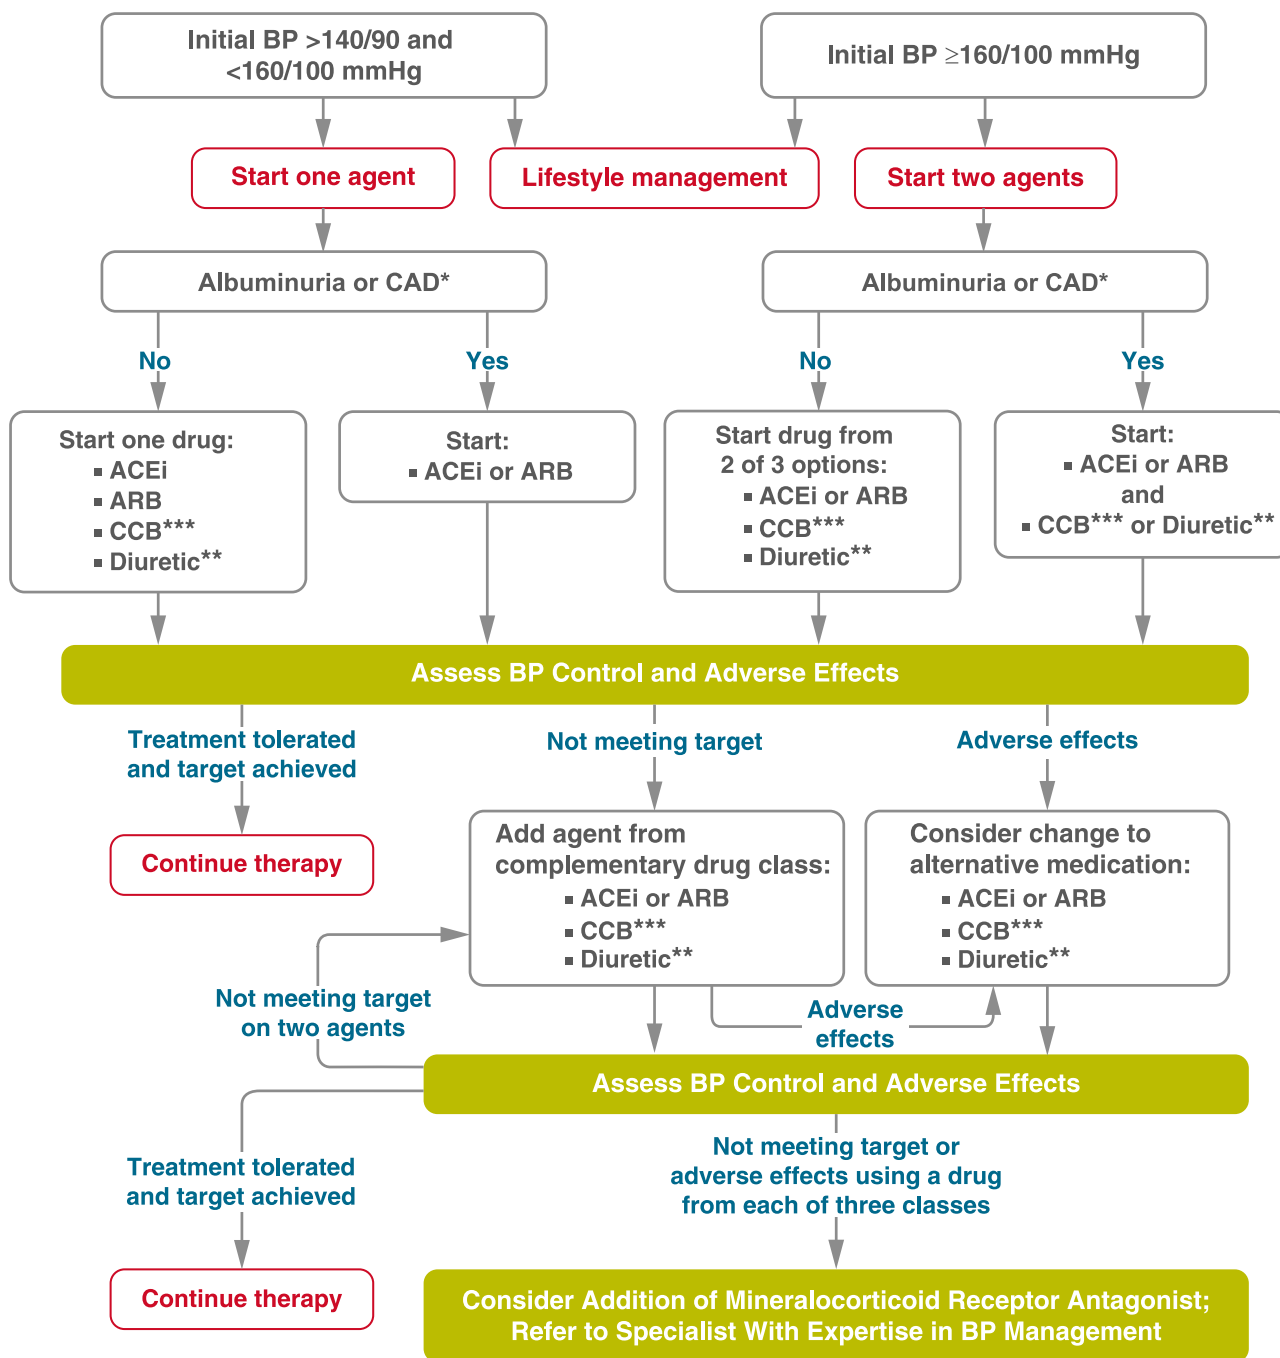 Initial BP >140/90 and
<160/100 mmHg
Initial BP ≥160/100 mmHg
Start one agent
Lifestyle management
Start two agents
Albuminuria or CAD*
Albuminuria or CAD*
No
Yes
No
Yes
Start one drug:
▪ ACEi
▪ ARB
▪ CCB***
▪ Diuretic**
Start:
▪ ACEi or ARB
Start drug from
2 of 3 options:
▪ ACEi or ARB
▪ CCB***
▪ Diuretic**
Start:
▪ ACEi or ARB
and
▪ CCB*** or Diuretic**
Assess BP Control and Adverse Effects
Treatment tolerated
and target achieved
Not meeting target
Adverse effects
Continue therapy
Add agent from
complementary drug class:
▪ ACEi or ARB
▪ CCB***
▪ Diuretic**
Consider change to
alternative medication:
▪ ACEi or ARB
▪ CCB***
▪ Diuretic**
Not meeting target
on two agents
Adverse
effects
Assess BP Control and Adverse Effects
Treatment tolerated
and target achieved
Not meeting target or
adverse effects using a drug
from each of three classes
Continue therapy
Consider Addition of Mineralocorticoid Receptor Antagonist;
Refer to Specialist With Expertise in BP Management